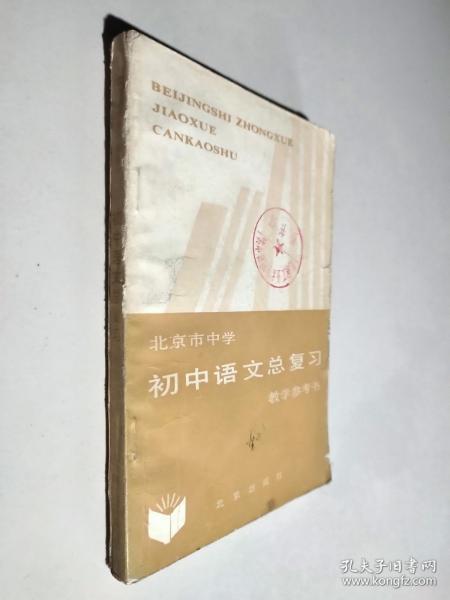 BEIJINGSHI ZHONGXUE
JIAOXUE
CANKAOSHU
北京市中学
初中语文总复习
教学参考书
北京出版社
孔夫子旧书网
www.kongfz.com